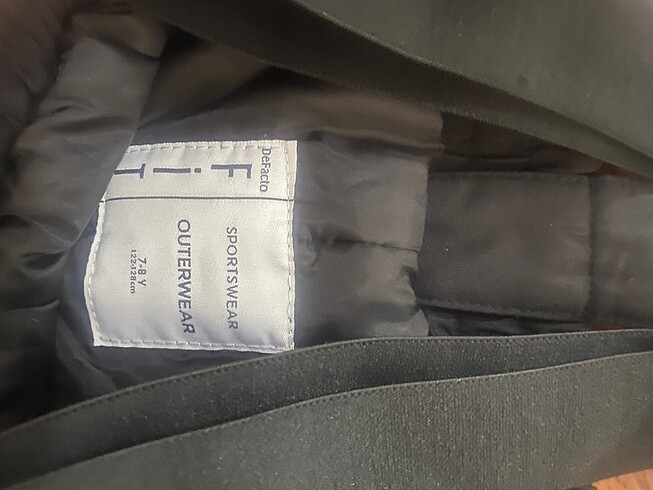 DeFacto
FiT
SPORTSWEAR
OUTERWEAR
7-8 Y
122-128 cm